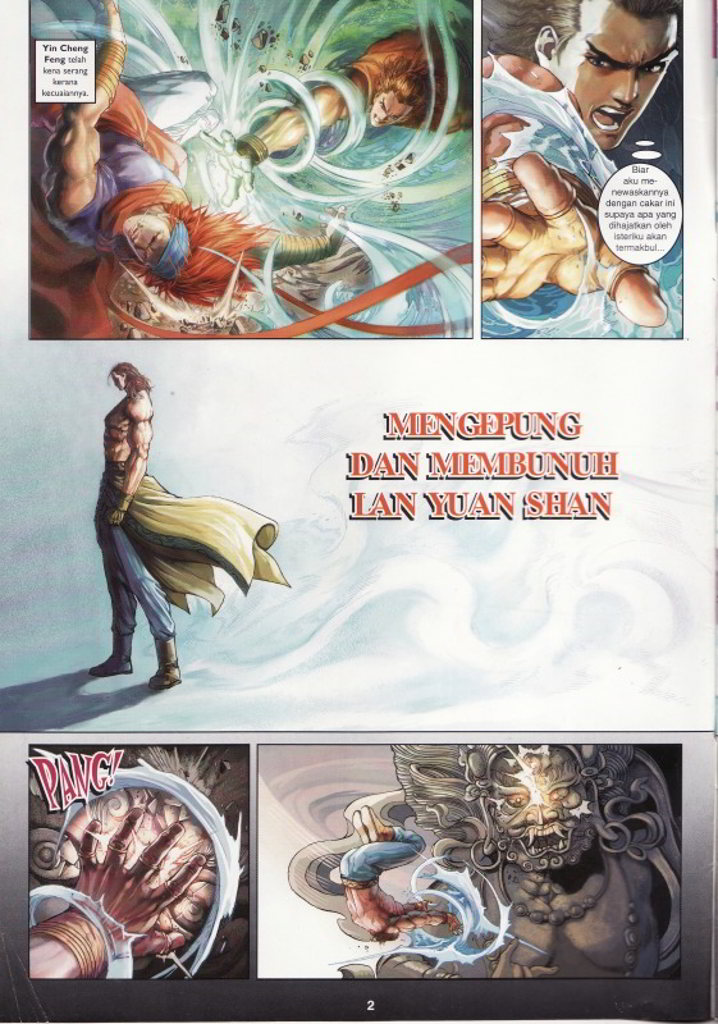 Yin Cheng
Feng telah
kena serang
kerana
kecuaiannya.
Biar
aku me-
newaskannya
dengan cakar ini
supaya apa yang
dihajatkan oleh
isteriku akan
termakbul...
MENGEPUNG
DAN MEMBUNUH
LAN YUAN SHAN
PANG!
2